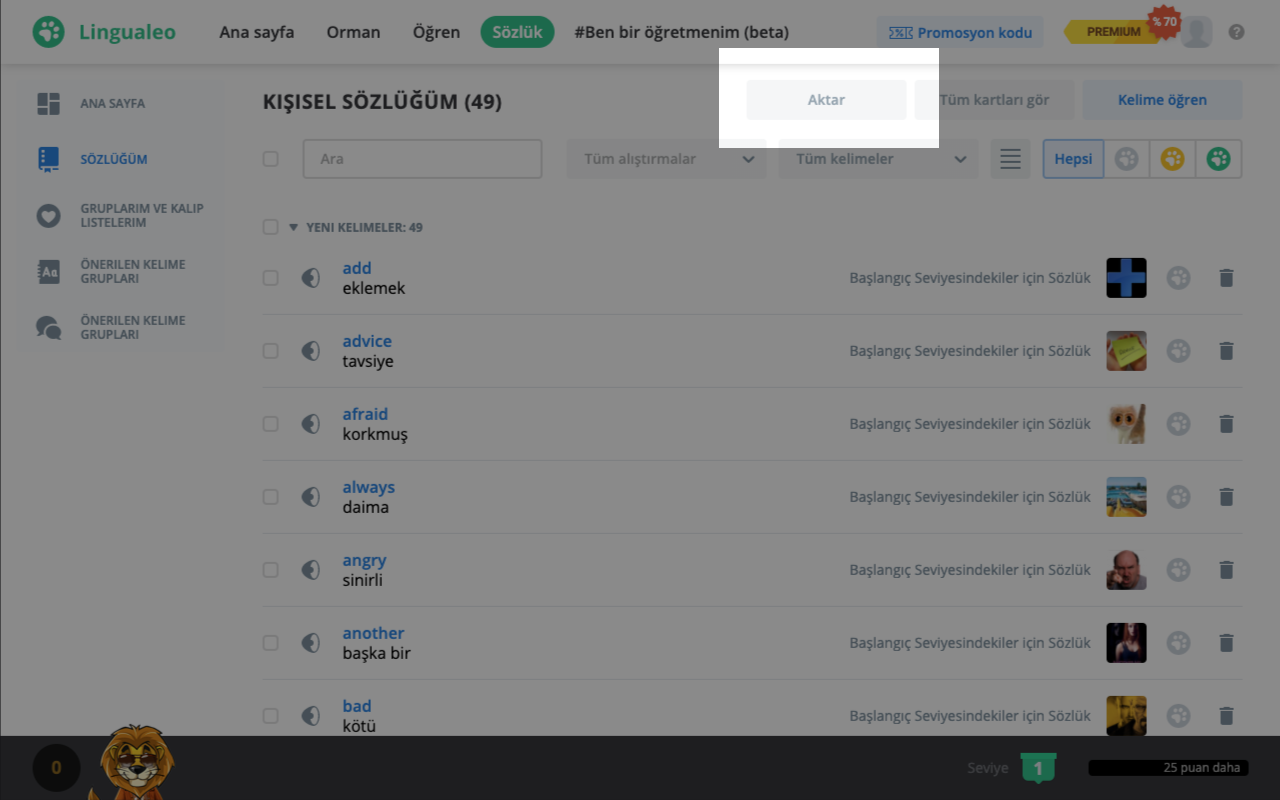 Lingualeo
Ana sayfa
Orman
Öğren
Sözlük
#Ben bir öğretmenim (beta)
Promosyon kodu
PREMIUM
% 70
?
ANA SAYFA
SÖZLÜĞÜM
GRUPLARIM VE KALIP
LISTELERIM
Aa
ÖNERILEN KELIME
GRUPLARI
ÖNERILEN KELIME
GRUPLARI
KIŞISEL SÖZLÜĞÜM (49)
Aktar
Tüm kartları gör
Kelime öğren
Ara
Tüm alıştırmalar
Tüm kelimeler
Hepsi
YENI KELIMELER: 49
add
eklemek
Başlangıç Seviyesindekiler için Sözlük
advice
tavsiye
Başlangıç Seviyesindekiler için Sözlük
afraid
korkmuş
Başlangıç Seviyesindekiler için Sözlük
always
daima
Başlangıç Seviyesindekiler için Sözlük
angry
sinirli
Başlangıç Seviyesindekiler için Sözlük
another
başka bir
Başlangıç Seviyesindekiler için Sözlük
bad
kötü
Başlangıç Seviyesindekiler için Sözlük
0
Seviye
1
25 puan daha